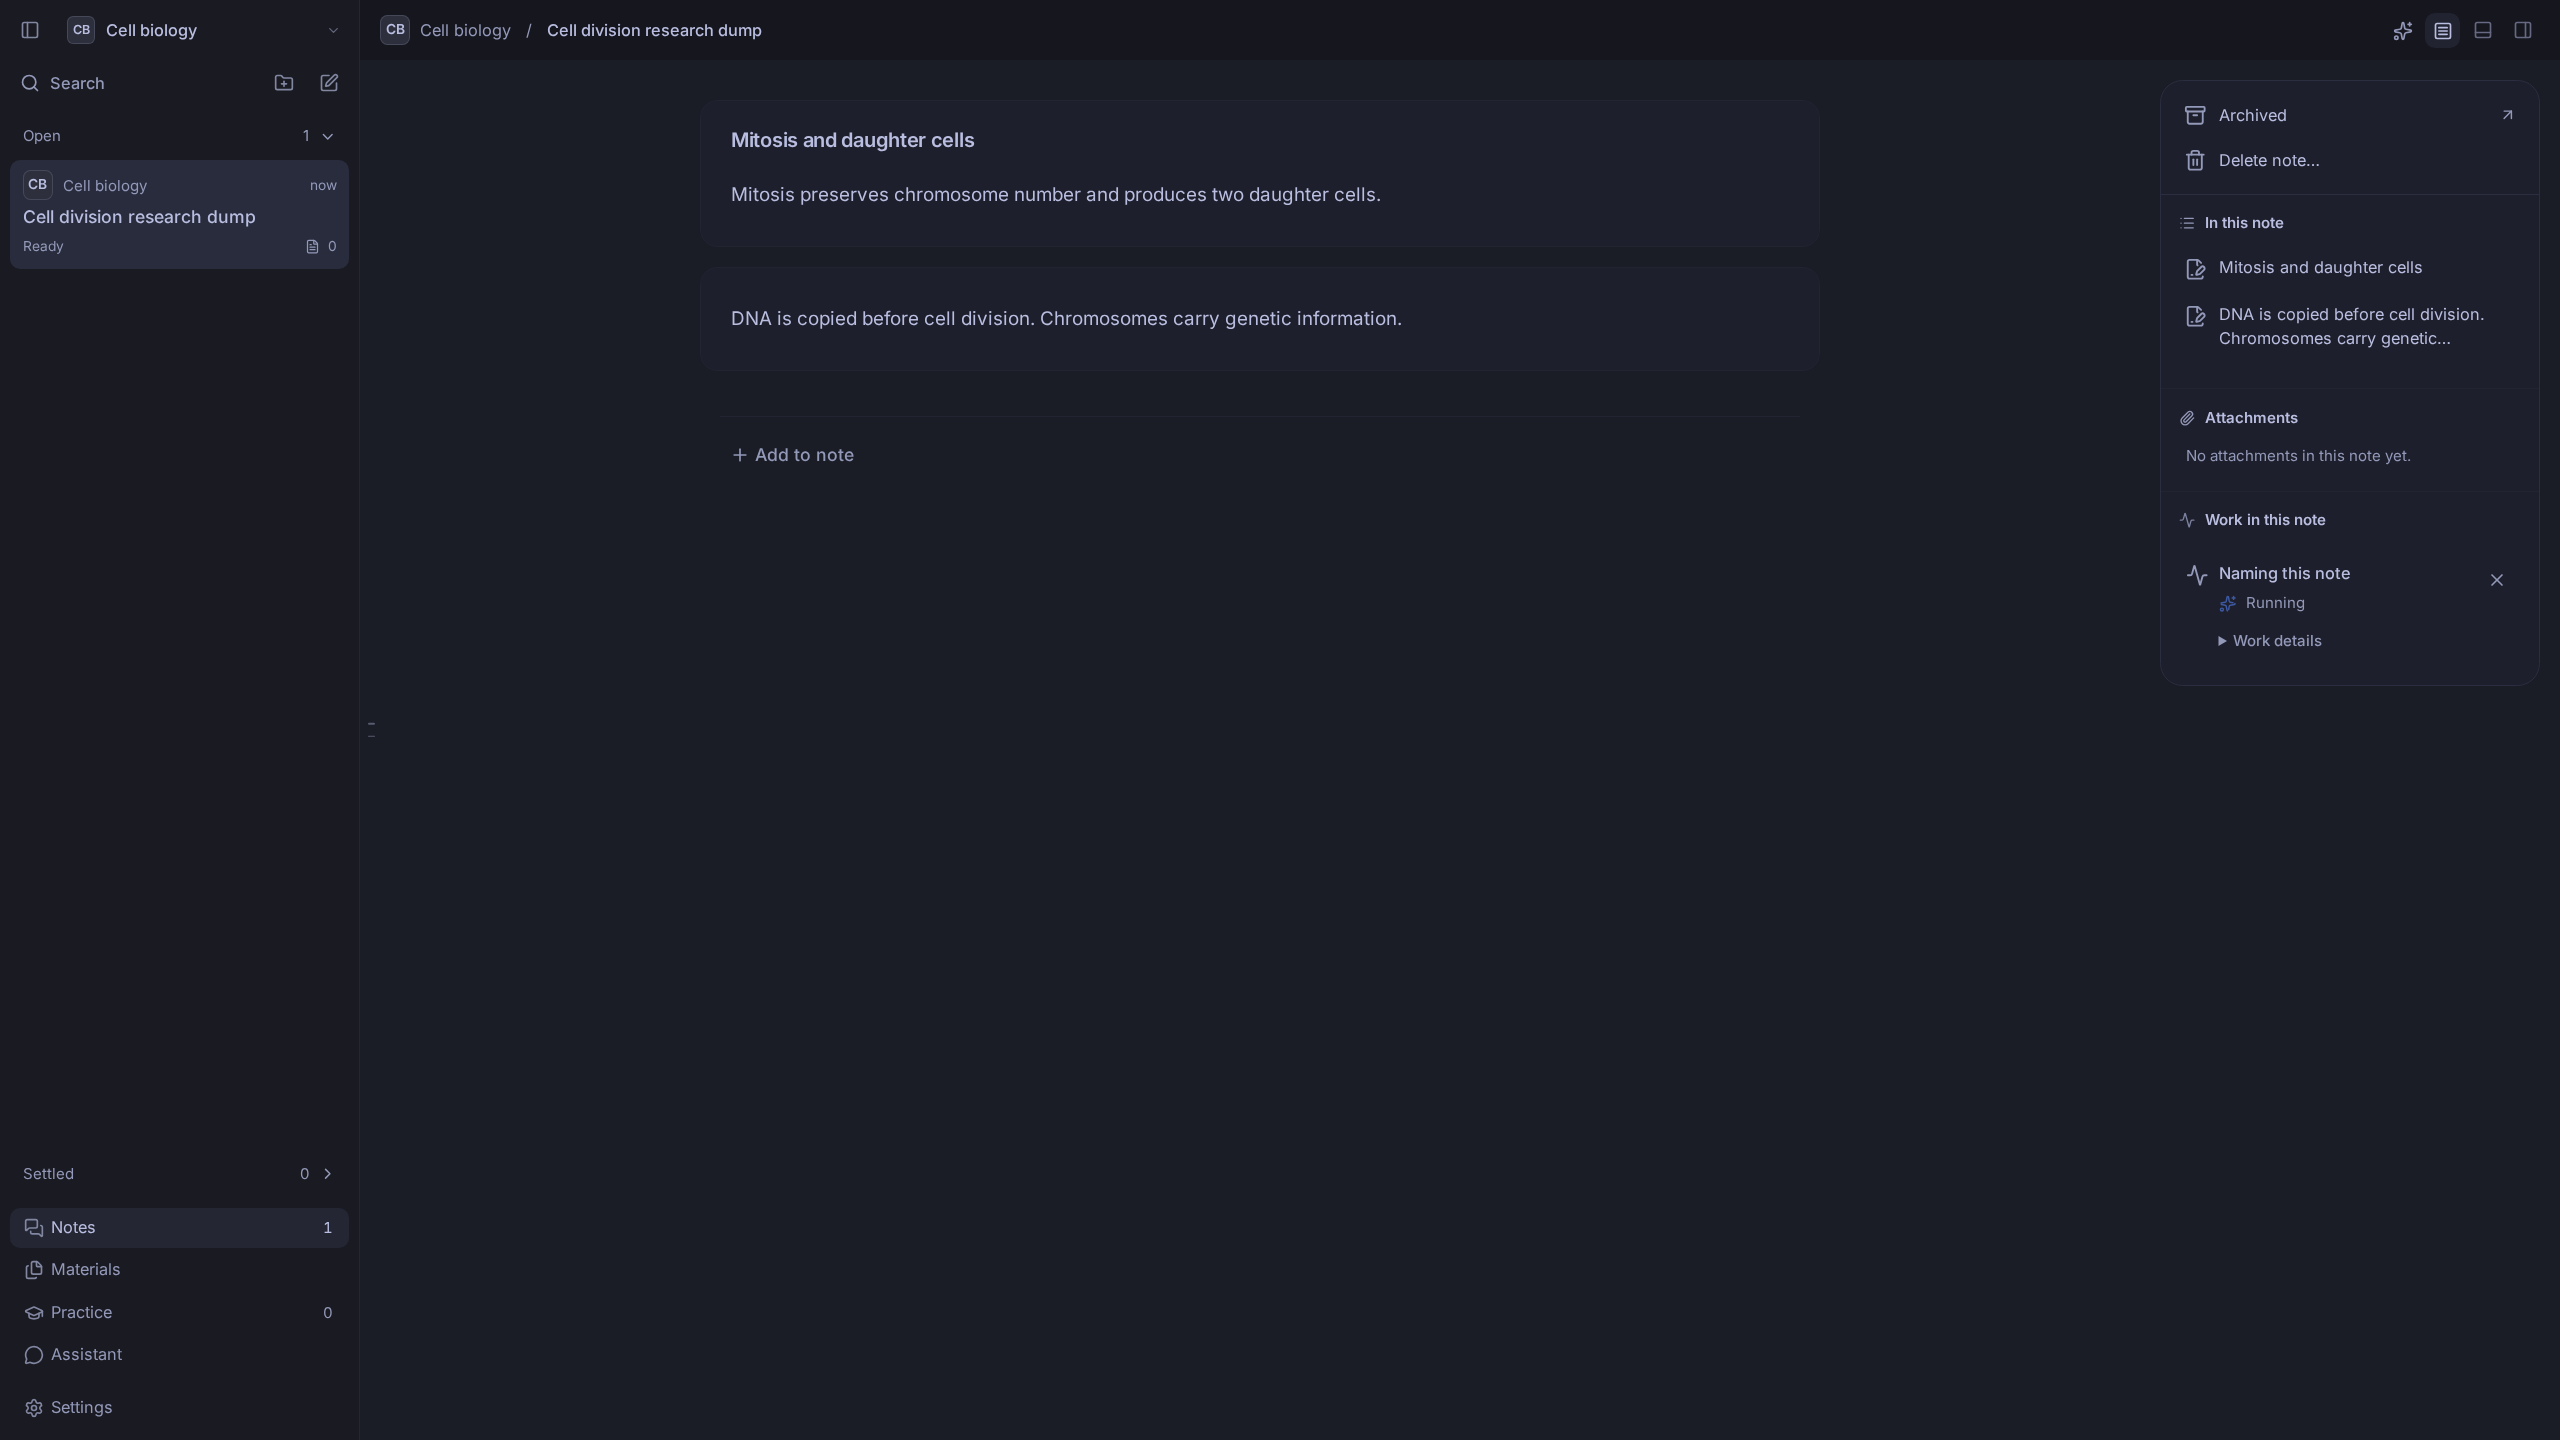 CB Cell biology
Search
Open 1
CB Cell biology now
Cell division research dump
Ready 0
Settled 0
Notes 1
Materials
Practice 0
Assistant
Settings
CB Cell biology / Cell division research dump
Mitosis and daughter cells
Mitosis preserves chromosome number and produces two daughter cells.
DNA is copied before cell division. Chromosomes carry genetic information.
Add to note
Archived
Delete note...
In this note
Mitosis and daughter cells
DNA is copied before cell division.
Chromosomes carry genetic...
Attachments
No attachments in this note yet.
Work in this note
Naming this note
Running
Work details